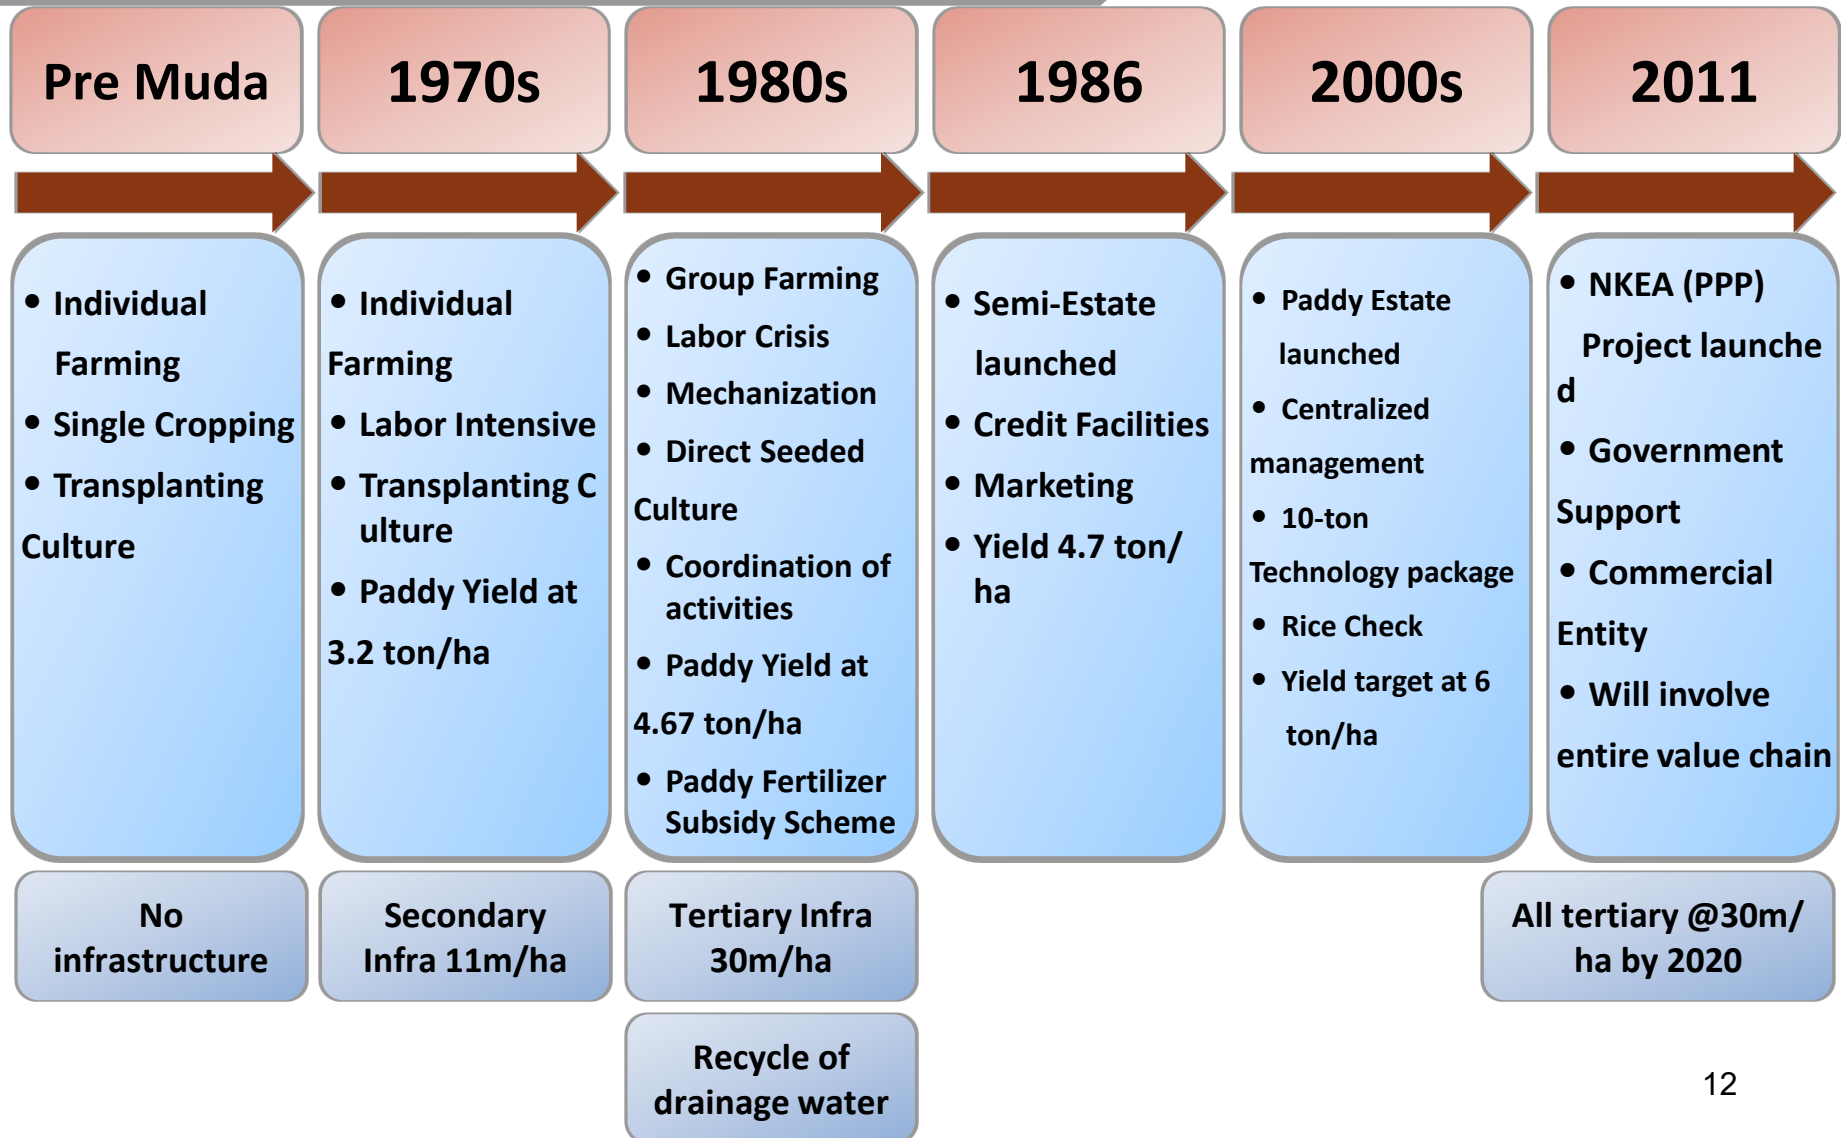 Pre Muda
1970s
1980s
1986
2000s
2011
• Individual
Farming
• Single Cropping
• Transplanting
Culture
• Individual
Farming
• Labor Intensive
• Transplanting C
ulture
• Paddy Yield at
3.2 ton/ha
• Group Farming
• Labor Crisis
• Mechanization
• Direct Seeded
Culture
• Coordination of
activities
• Paddy Yield at
4.67 ton/ha
• Paddy Fertilizer
Subsidy Scheme
• Semi-Estate
launched
• Credit Facilities
• Marketing
• Yield 4.7 ton/
ha
• Paddy Estate
launched
• Centralized
management
• 10-ton
Technology package
• Rice Check
• Yield target at 6
ton/ha
• NKEA (PPP)
Project launche
d
• Government
Support
• Commercial
Entity
• Will involve
entire value chain
No
infrastructure
Secondary
Infra 11m/ha
Tertiary Infra
30m/ha
All tertiary @30m/
ha by 2020
Recycle of
drainage water
12